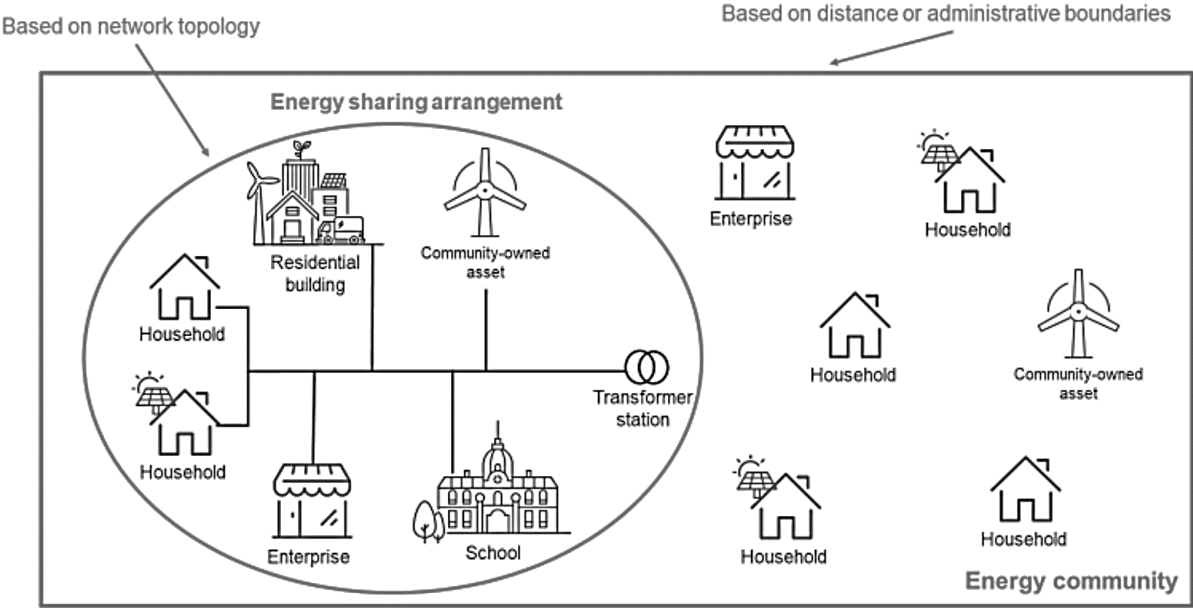 Based on network topology
Based on distance or administrative boundaries
Energy sharing arrangement
Residential
building
Community-owned
asset
Household
Household
Enterprise
School
Transformer
station
Enterprise
Household
Household
Community-owned
asset
Household
Household
Energy community